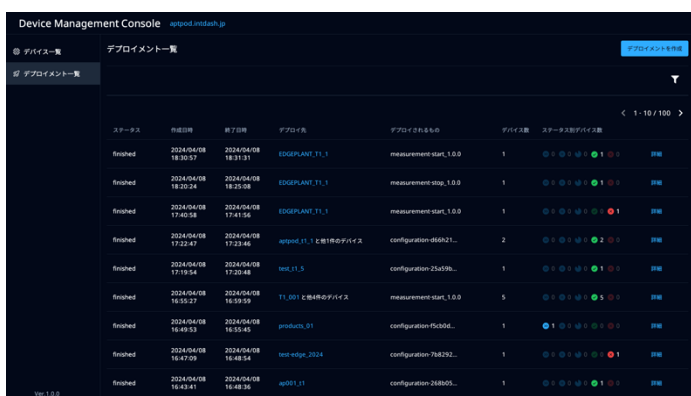 Device Management Console aptpod.intdash.jp
デバイス一覧
デプロイメント一覧
デプロイメント一覧
デプロイメントを作成
1 - 10 / 100
ステータス 作成日時 終了日時 デプロイ先 デプロイされるもの デバイス数 ステータス別デバイス数
finished 2024/04/08 18:30:57 2024/04/08 18:31:31 EDGEPLANT_T1_1 measurement-start_1.0.0 1 0 0 0 1 0 詳細
finished 2024/04/08 18:20:24 2024/04/08 18:25:08 EDGEPLANT_T1_1 measurement-stop_1.0.0 1 0 0 0 1 0 詳細
finished 2024/04/08 17:40:58 2024/04/08 17:41:56 EDGEPLANT_T1_1 measurement-start_1.0.0 1 0 0 0 0 1 詳細
finished 2024/04/08 17:22:47 2024/04/08 17:23:46 aptpod_t1_1 と他1件のデバイス configuration-d66h21... 2 0 0 0 2 0 詳細
finished 2024/04/08 17:19:54 2024/04/08 17:20:48 test_t1_5 configuration-25a59b... 1 0 0 0 1 0 詳細
finished 2024/04/08 16:55:27 2024/04/08 16:59:59 T1_001 と他4件のデバイス measurement-start_1.0.0 5 0 0 0 5 0 詳細
finished 2024/04/08 16:49:53 2024/04/08 16:55:45 products_01 configuration-f5cb0d... 1 1 0 0 0 0 詳細
finished 2024/04/08 16:47:09 2024/04/08 16:48:54 test-edge_2024 configuration-7b8292... 1 0 0 0 0 1 詳細
finished 2024/04/08 16:43:41 2024/04/08 16:48:36 ap001_t1 configuration-268b05... 1 0 0 0 1 0 詳細
Ver.1.0.0